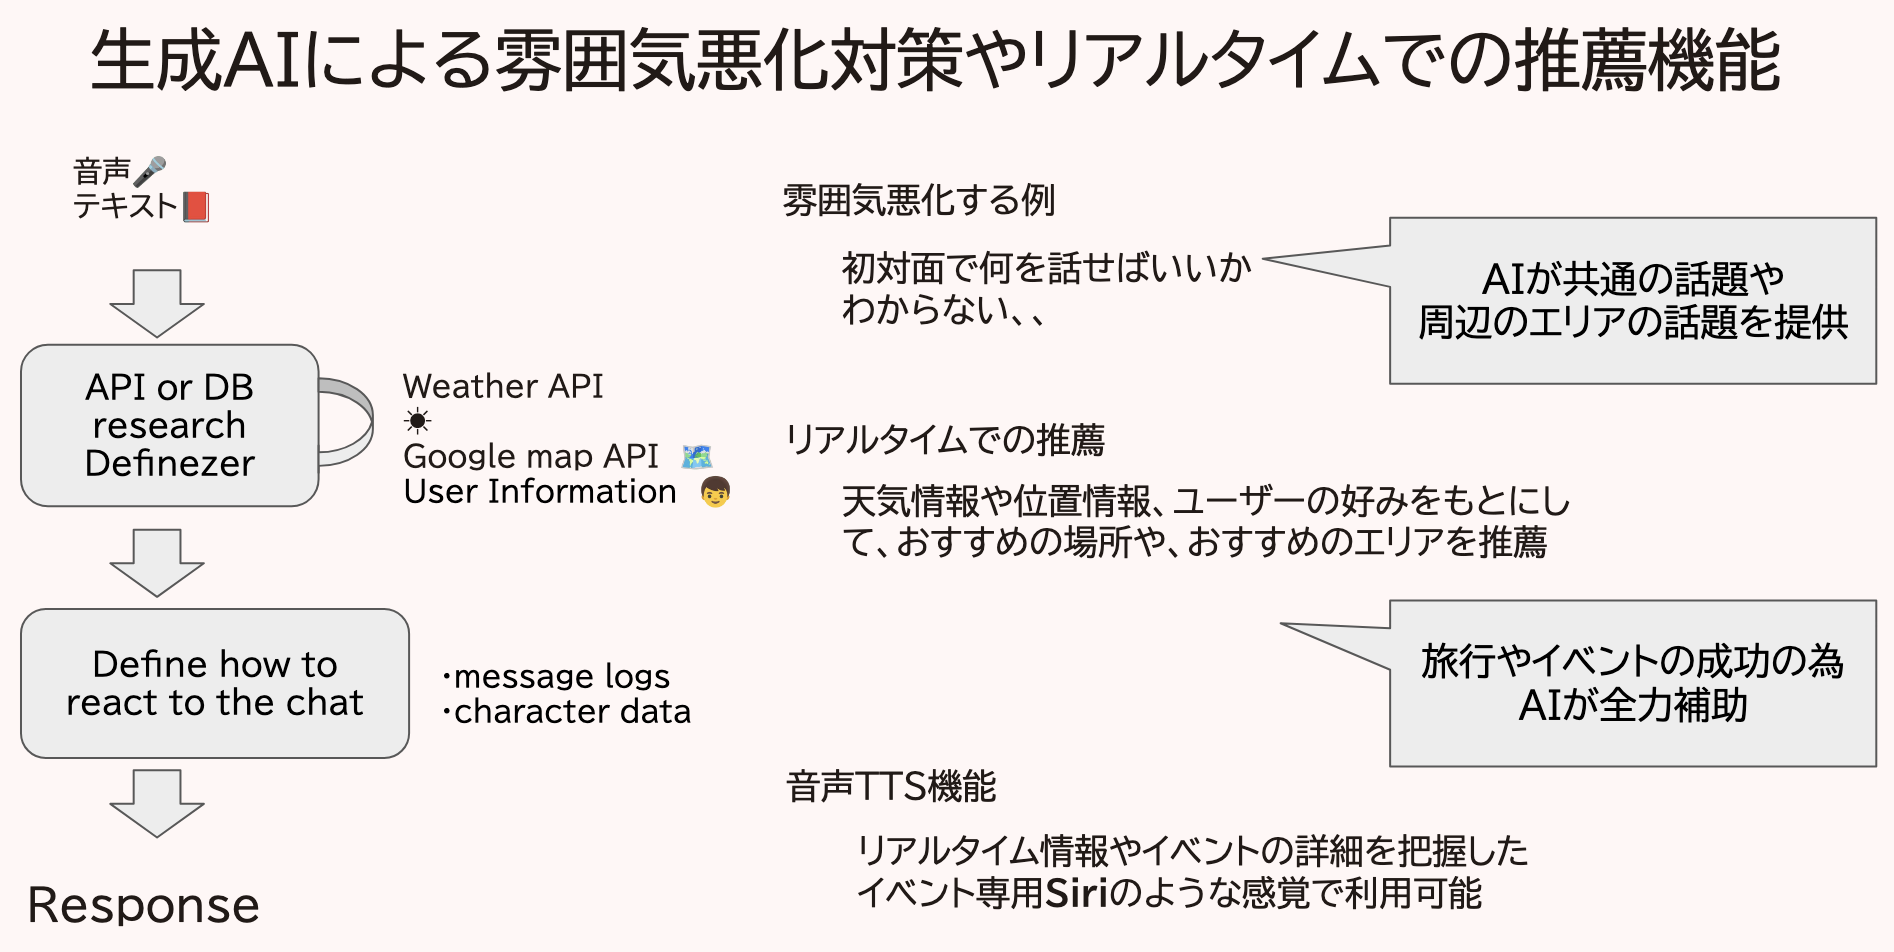 生成AIによる雰囲気悪化対策やリアルタイムでの推薦機能
音声🎤
テキスト📕
API or DB
research
Definezer
Weather API
☀
Google map API 🗺️
User Information 👦
Define how to
react to the chat
・message logs
・character data
Response
雰囲気悪化する例
初対面で何を話せばいいか
わからない、、
AIが共通の話題や
周辺のエリアの話題を提供
リアルタイムでの推薦
天気情報や位置情報、ユーザーの好みをもとにし
て、おすすめの場所や、おすすめのエリアを推薦
旅行やイベントの成功の為
AIが全力補助
音声TTS機能
リアルタイム情報やイベントの詳細を把握した
イベント専用Siriのような感覚で利用可能